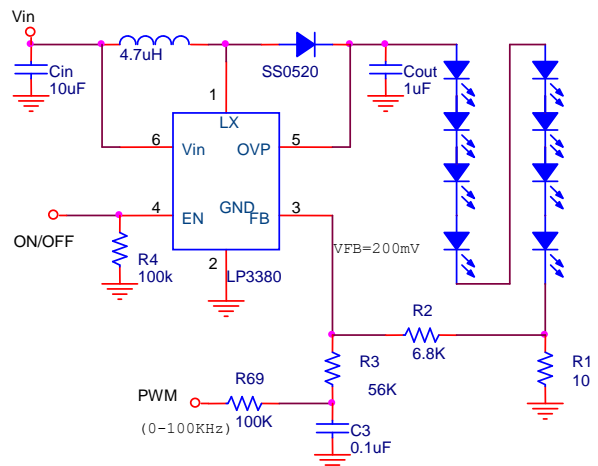 Vin
4.7uH
SS0520
Cin
10uF
Cout
1uF
1
LX
6
Vin
OVP
5
4
EN
GND
FB
3
ON/OFF
R4
100k
2
LP3380
VFB=200mV
R2
6.8K
R3
56K
R1
10
PWM
R69
100K
(0-100KHz)
C3
0.1uF